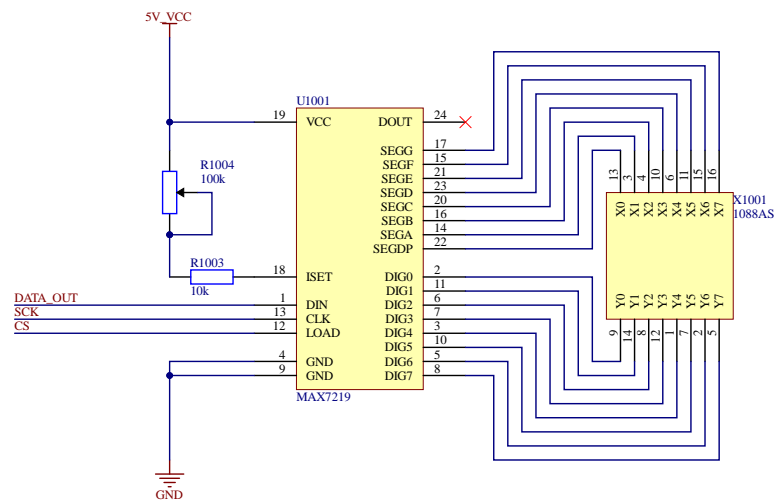 5V_VCC
U1001
19 VCC DOUT 24
SEGG 17
SEGF 15
SEGE 21
SEGD 23
SEGC 20
SEGB 16
SEGA 14
SEGDP 22
R1004
100k
R1003
10k
18 ISET
DIG0 2
DIG1 11
DIG2 6
DIG3 7
DIG4 3
DIG5 10
DIG6 5
DIG7 8
DATA_OUT 1 DIN
SCK 13 CLK
CS 12 LOAD
4 GND
9 GND
MAX7219
GND
13 3 4 10 6 11 15 16
X0 X1 X2 X3 X4 X5 X6 X7
X1001
1088AS
Y0 Y1 Y2 Y3 Y4 Y5 Y6 Y7
9 14 8 12 1 7 2 5